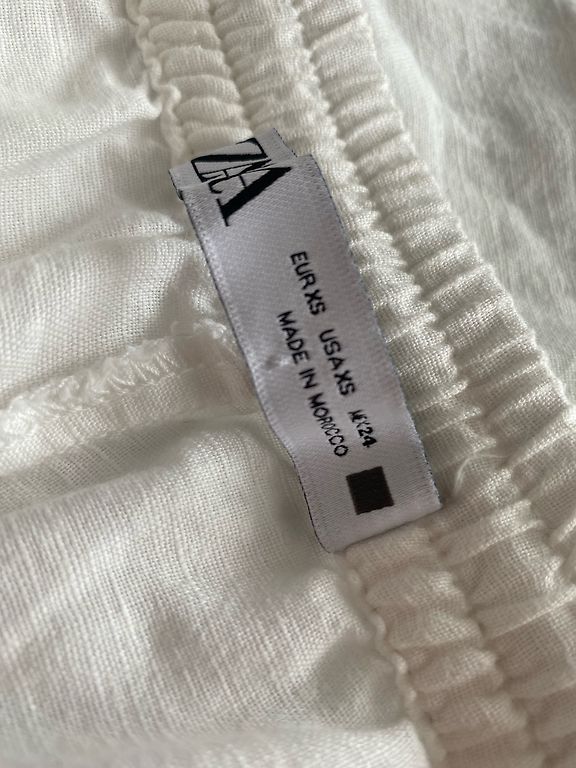 ZARA
EUR XS USA XS MEX 24
MADE IN MOROCCO